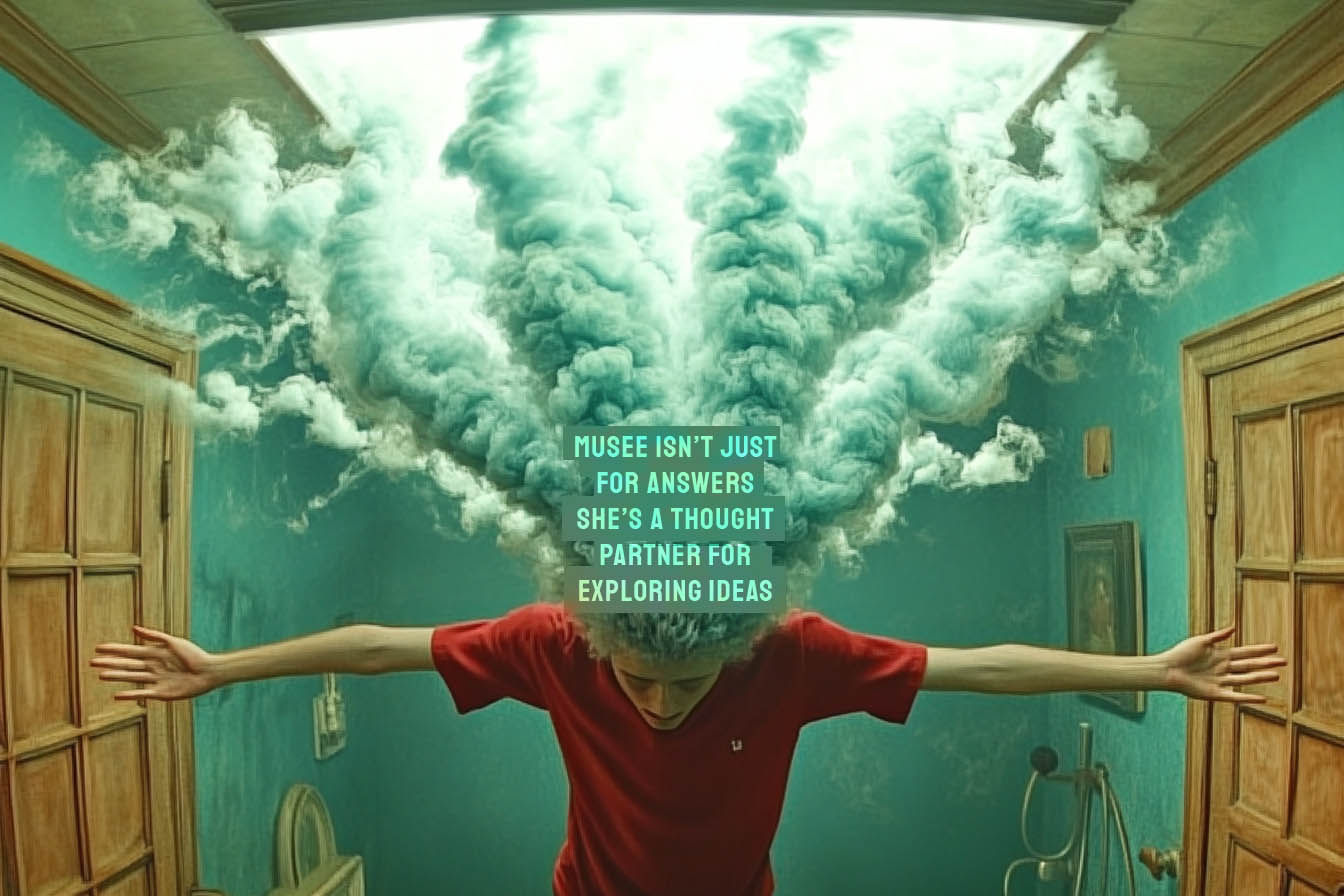 MUSEE ISN'T JUST
FOR ANSWERS
SHE'S A THOUGHT
PARTNER FOR
EXPLORING IDEAS